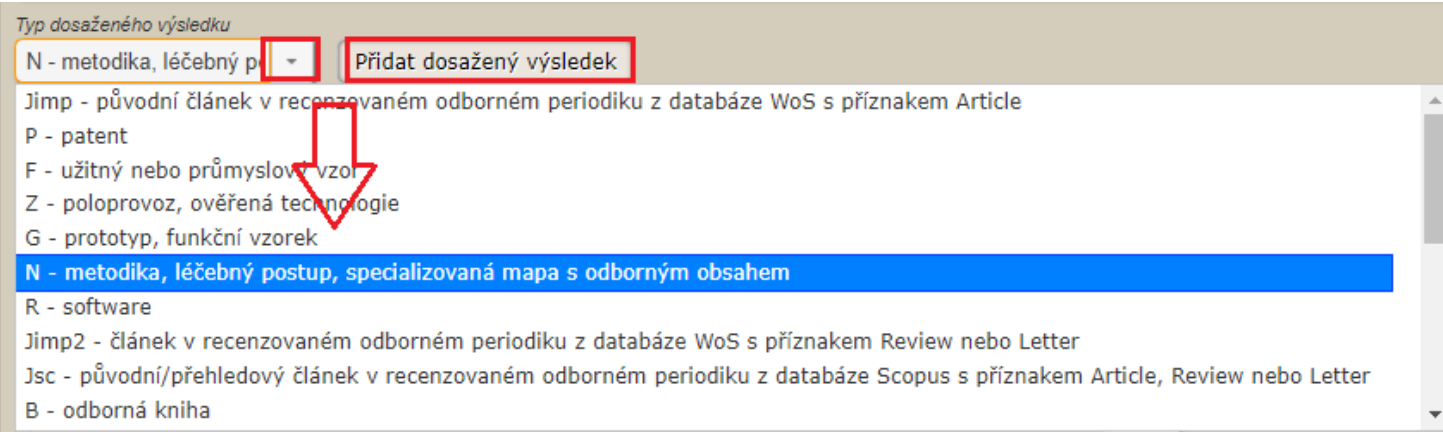 Typ dosaženého výsledku
N - metodika, léčebný p
Přidat dosažený výsledek
Jimp - původní článek v recenzovaném odborném periodiku z databáze WoS s příznakem Article
P - patent
F - užitný nebo průmyslový vzor
Z - poloprovoz, ověřená technologie
G - prototyp, funkční vzorek
N - metodika, léčebný postup, specializovaná mapa s odborným obsahem
R - software
Jimp2 - článek v recenzovaném odborném periodiku z databáze WoS s příznakem Review nebo Letter
Jsc - původní/přehledový článek v recenzovaném odborném periodiku z databáze Scopus s příznakem Article, Review nebo Letter
B - odborná kniha